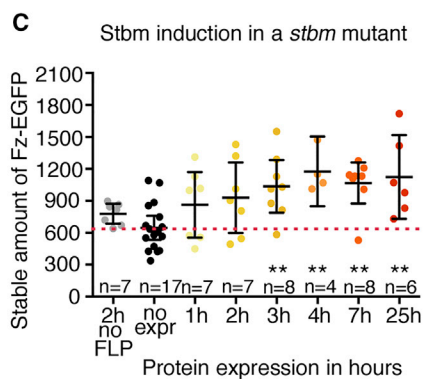 C
Stbm induction in a stbm mutant
Stable amount of Fz-EGFP
2100
1800
1500
1200
900
600
300
0
** ** ** **
n=7 n=17 n=7 n=7 n=8 n=4 n=8 n=6
2h no FLP
no expr
1h 2h 3h 4h 7h 25h
Protein expression in hours